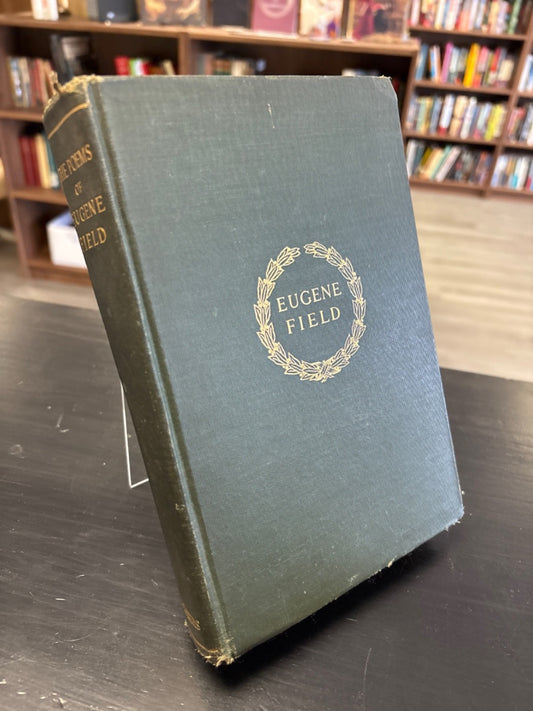 THE POEMS
OF
EUGENE
FIELD
EUGENE
FIELD